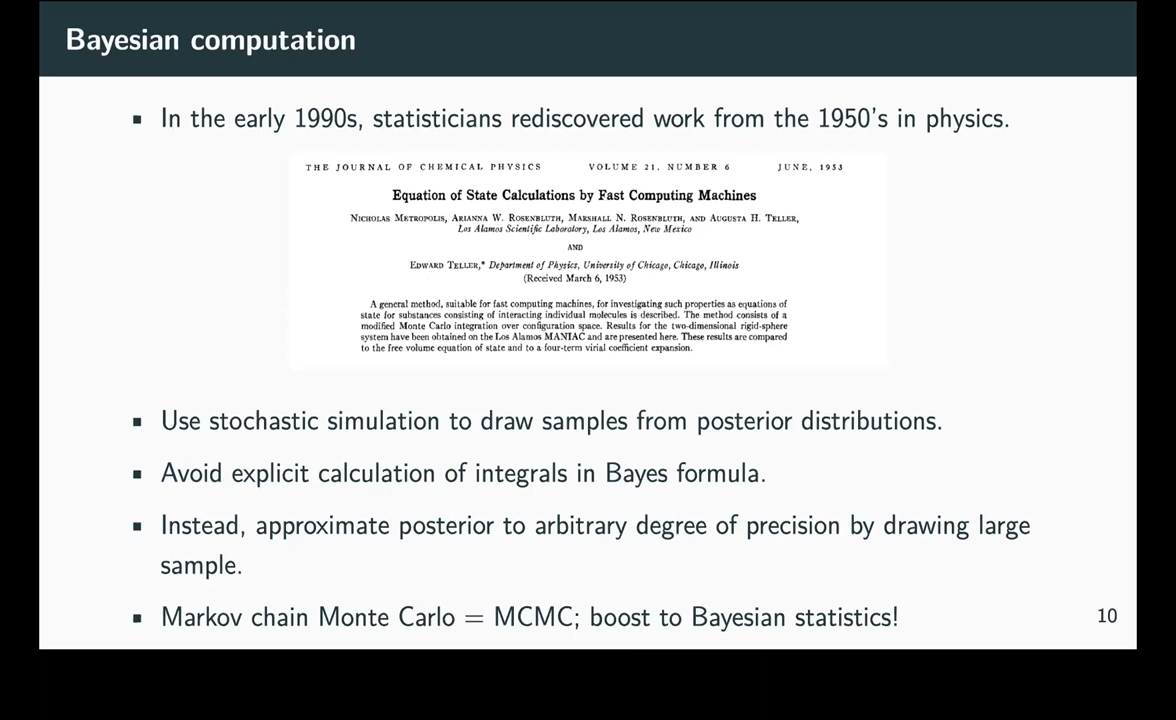 Bayesian computation
▪ In the early 1990s, statisticians rediscovered work from the 1950's in physics.
THE JOURNAL OF CHEMICAL PHYSICS VOLUME 21, NUMBER 6 JUNE, 1953
Equation of State Calculations by Fast Computing Machines
NICHOLAS METROPOLIS, ARIANNA W. ROSENBLUTH, MARSHALL N. ROSENBLUTH, AND AUGUSTA H. TELLER,
Los Alamos Scientific Laboratory, Los Alamos, New Mexico
AND
EDWARD TELLER,* Department of Physics, University of Chicago, Chicago, Illinois
(Received March 6, 1953)
A general method, suitable for fast computing machines, for investigating such properties as equations of
state for substances consisting of interacting individual molecules is described. The method consists of a
modified Monte Carlo integration over configuration space. Results for the two-dimensional rigid-sphere
system have been obtained on the Los Alamos MANIAC and are presented here. These results are compared
to the free volume equation of state and to a four-term virial coefficient expansion.
▪ Use stochastic simulation to draw samples from posterior distributions.
▪ Avoid explicit calculation of integrals in Bayes formula.
▪ Instead, approximate posterior to arbitrary degree of precision by drawing large
sample.
▪ Markov chain Monte Carlo = MCMC; boost to Bayesian statistics!
10